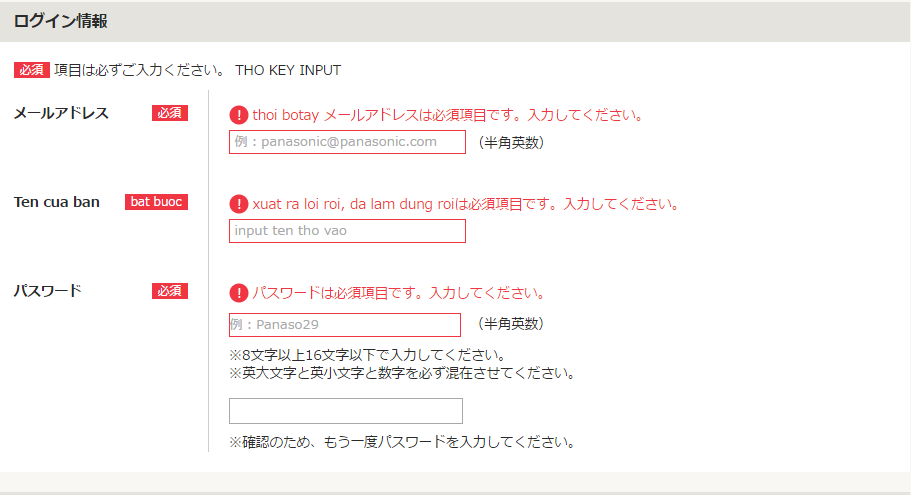 ログイン情報
必須 項目は必ずご入力ください。 THO KEY INPUT
メールアドレス 必須
! thoi botay メールアドレスは必須項目です。入力してください。
例：panasonic@panasonic.com （半角英数）
Ten cua ban bat buoc
! xuat ra loi roi, da lam dung roiは必須項目です。入力してください。
input ten tho vao
パスワード 必須
! パスワードは必須項目です。入力してください。
例：Panaso29 （半角英数）
※8文字以上16文字以下で入力してください。
※英大文字と英小文字と数字を必ず混在させてください。
※確認のため、もう一度パスワードを入力してください。